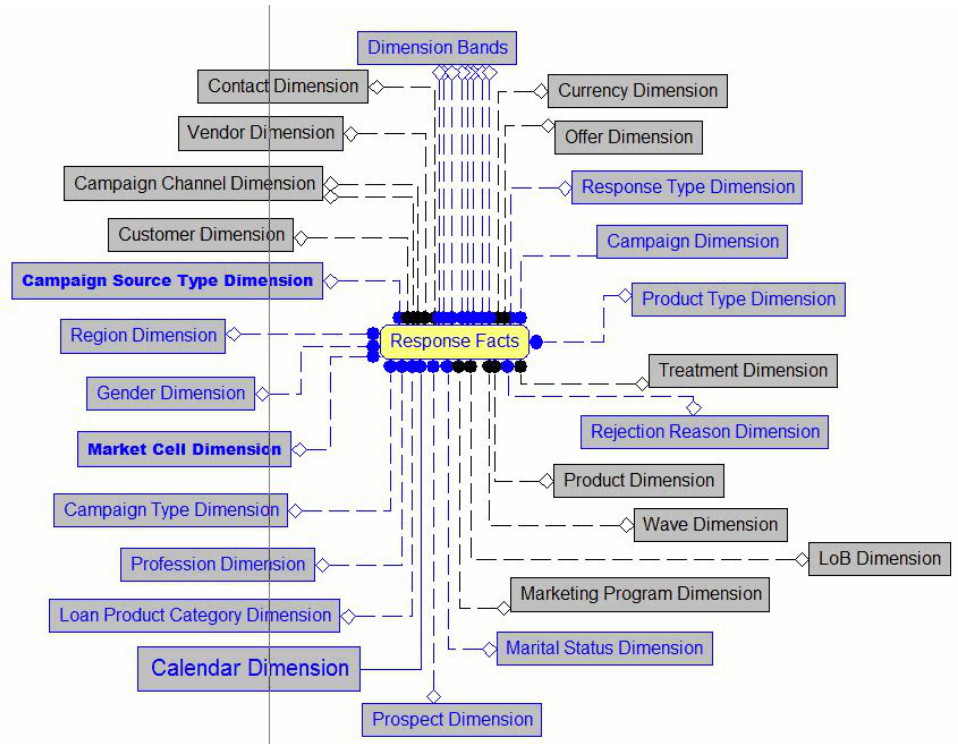 Dimension Bands
Contact Dimension
Currency Dimension
Vendor Dimension
Offer Dimension
Campaign Channel Dimension
Response Type Dimension
Customer Dimension
Campaign Dimension
Campaign Source Type Dimension
Product Type Dimension
Region Dimension
Response Facts
Treatment Dimension
Gender Dimension
Rejection Reason Dimension
Market Cell Dimension
Product Dimension
Campaign Type Dimension
Wave Dimension
Profession Dimension
LoB Dimension
Marketing Program Dimension
Loan Product Category Dimension
Marital Status Dimension
Calendar Dimension
Prospect Dimension